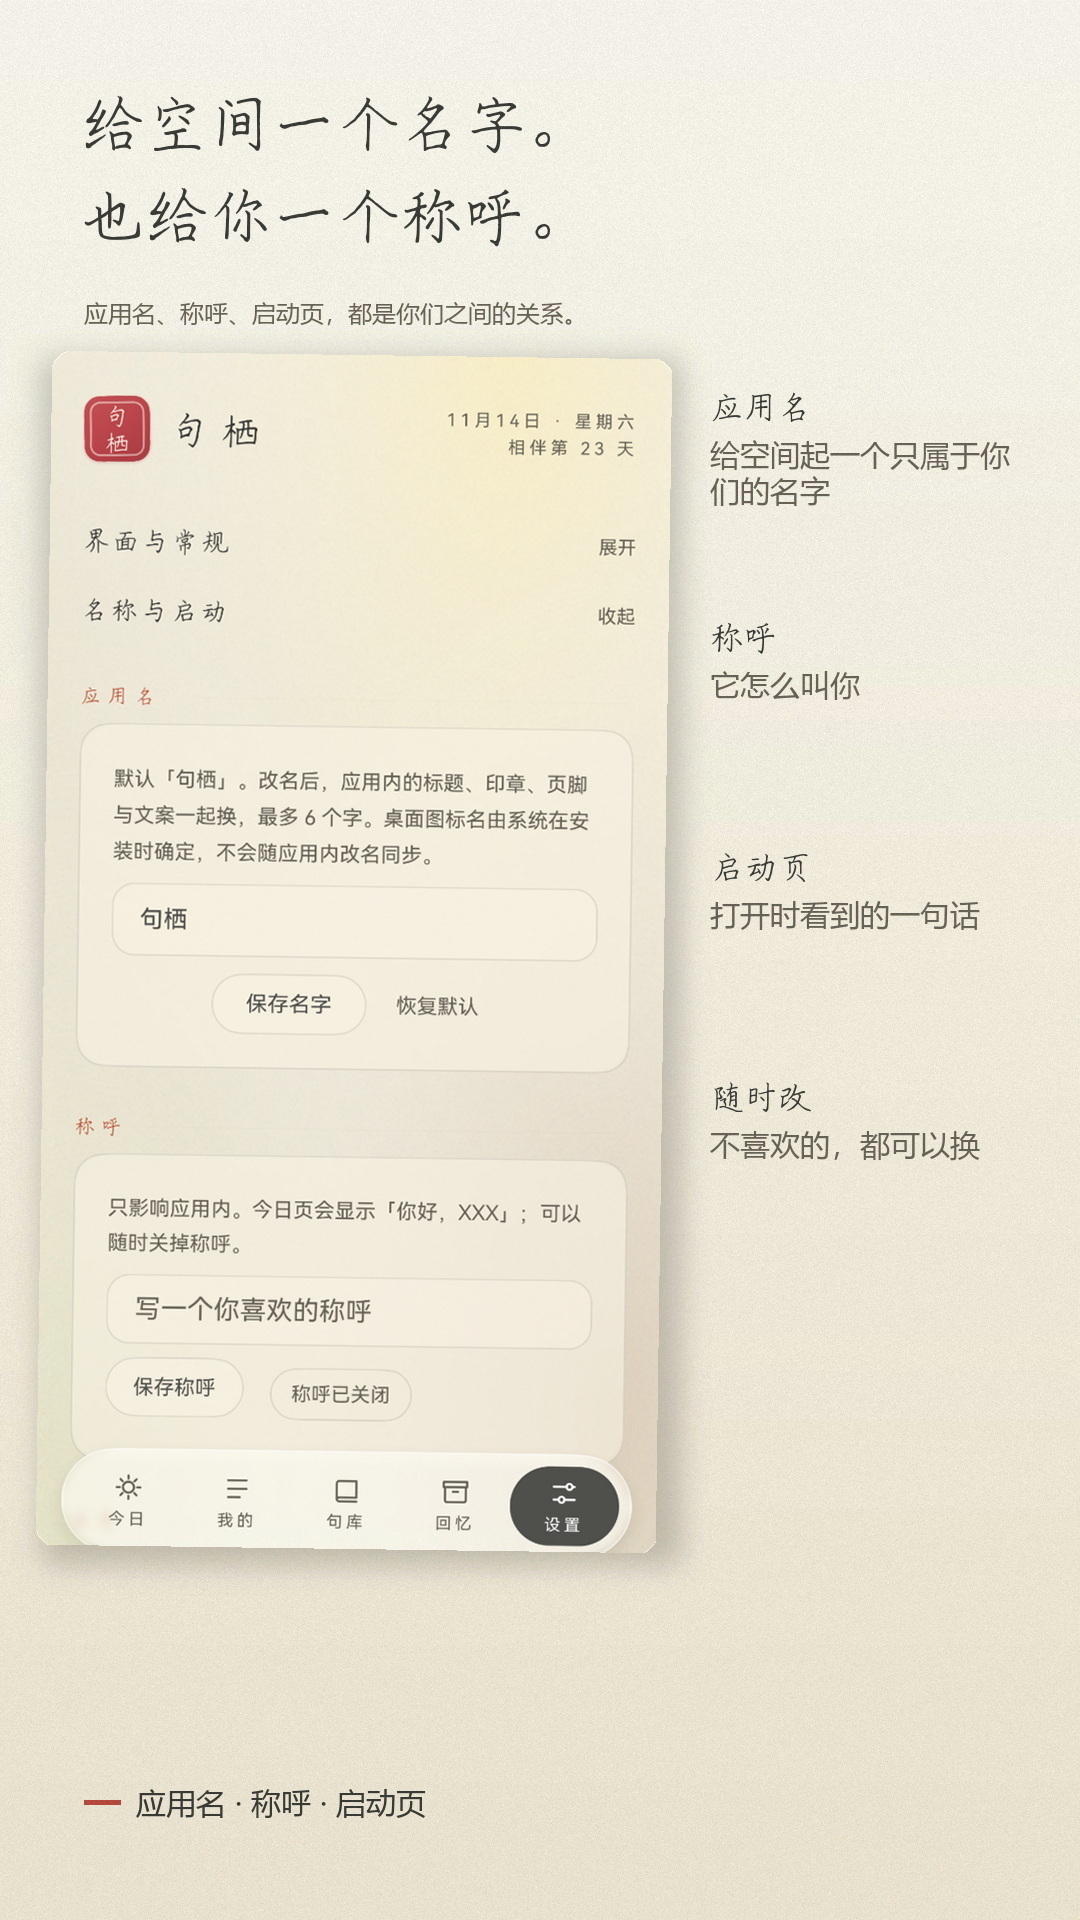 给空间一个名字。
也给你一个称呼。
应用名、称呼、启动页，都是你们之间的关系。
句
栖
句栖
11月14日 · 星期六
相伴第 23 天
界面与常规
展开
名称与启动
收起
应用名
默认「句栖」。改名后，应用内的标题、印章、页脚
与文案一起换，最多 6 个字。桌面图标名由系统在安
装时确定，不会随应用内改名同步。
句栖
保存名字
恢复默认
称呼
只影响应用内。今日页会显示「你好，XXX」；可以
随时关掉称呼。
写一个你喜欢的称呼
保存称呼
称呼已关闭
今日
我的
句库
回忆
设置
应用名
给空间起一个只属于你
们的名字
称呼
它怎么叫你
启动页
打开时看到的一句话
随时改
不喜欢的，都可以换
应用名 · 称呼 · 启动页